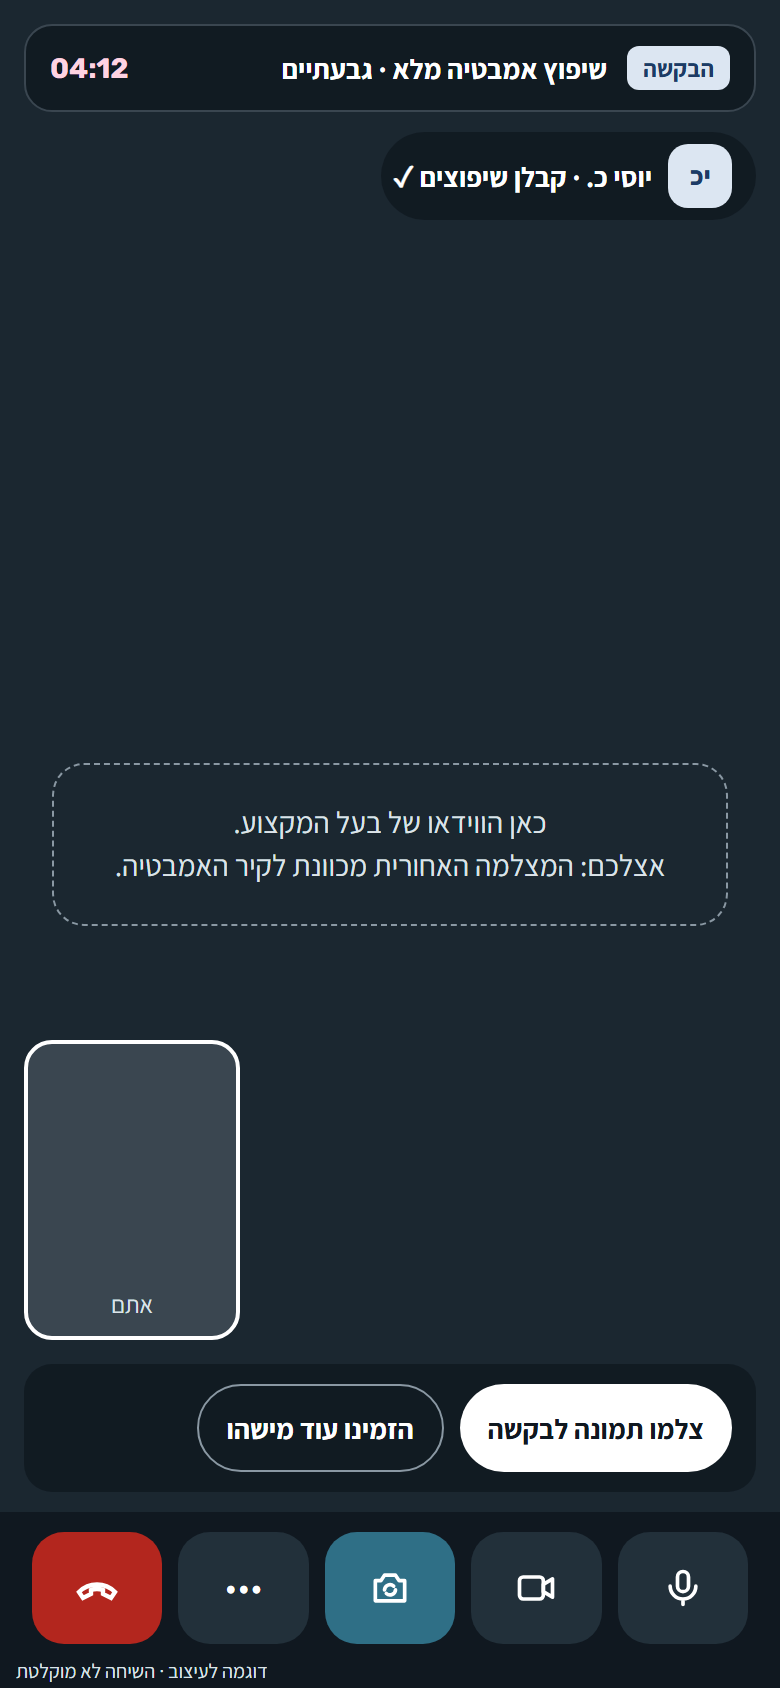 הבקשה שיפוץ אמבטיה מלא · גבעתיים 04:12
יכ יוסי כ. · קבלן שיפוצים ✓
כאן הווידאו של בעל המקצוע.
אצלכם: המצלמה האחורית מכוונת לקיר האמבטיה.
אתם
צלמו תמונה לבקשה הזמינו עוד מישהו
דוגמה לעיצוב · השיחה לא מוקלטת